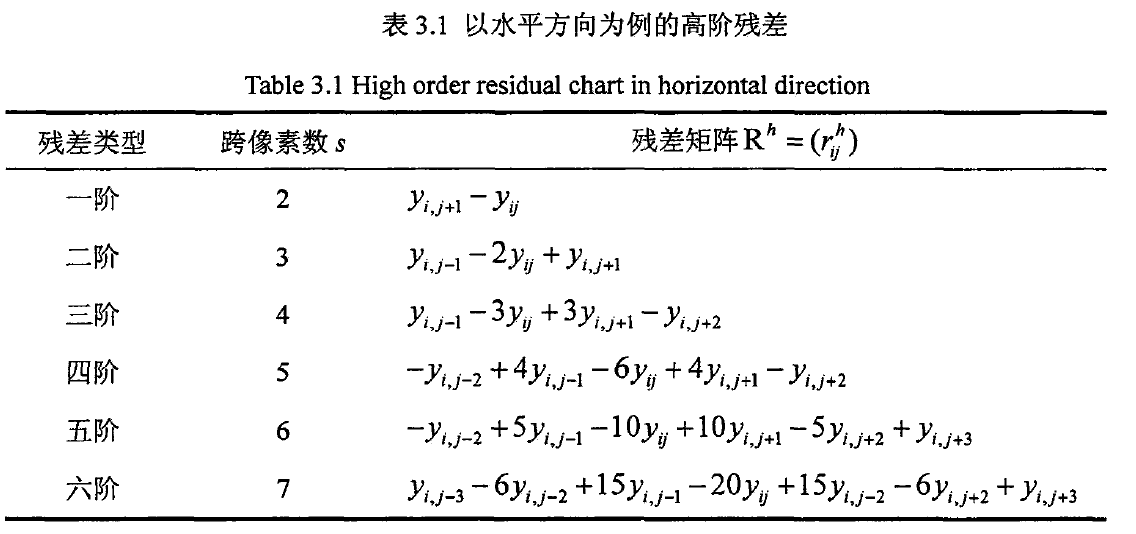 表 3.1 以水平方向为例的高阶残差
Table 3.1 High order residual chart in horizontal direction
残差类型 跨像素数 s 残差矩阵 R^h = (r_{ij}^h)
一阶 2 y_{i,j+1} − y_{ij}
二阶 3 y_{i,j−1} − 2y_{ij} + y_{i,j+1}
三阶 4 y_{i,j−1} − 3y_{ij} + 3y_{i,j+1} − y_{i,j+2}
四阶 5 −y_{i,j−2} + 4y_{i,j−1} − 6y_{ij} + 4y_{i,j+1} − y_{i,j+2}
五阶 6 −y_{i,j−2} + 5y_{i,j−1} − 10y_{ij} + 10y_{i,j+1} − 5y_{i,j+2} + y_{i,j+3}
六阶 7 y_{i,j−3} − 6y_{i,j−2} + 15y_{i,j−1} − 20y_{ij} + 15y_{i,j−2} − 6y_{i,j+2} + y_{i,j+3}